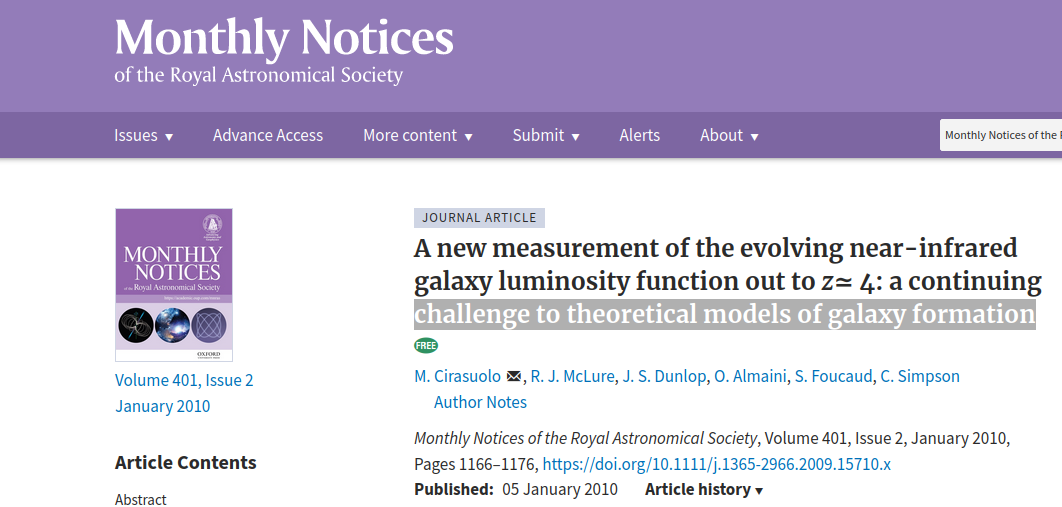 Monthly Notices
of the Royal Astronomical Society
Issues ▼ Advance Access More content ▼ Submit ▼ Alerts About ▼ Monthly Notices of the
MONTHLY
NOTICES
of the Royal Astronomical Society
OXFORD
Volume 401, Issue 2
January 2010
Article Contents
Abstract
JOURNAL ARTICLE
A new measurement of the evolving near-infrared
galaxy luminosity function out to z≃ 4: a continuing
challenge to theoretical models of galaxy formation
FREE
M. Cirasuolo ✉, R. J. McLure, J. S. Dunlop, O. Almaini, S. Foucaud, C. Simpson
Author Notes
Monthly Notices of the Royal Astronomical Society, Volume 401, Issue 2, January 2010,
Pages 1166–1176, https://doi.org/10.1111/j.1365-2966.2009.15710.x
Published: 05 January 2010 Article history ▼